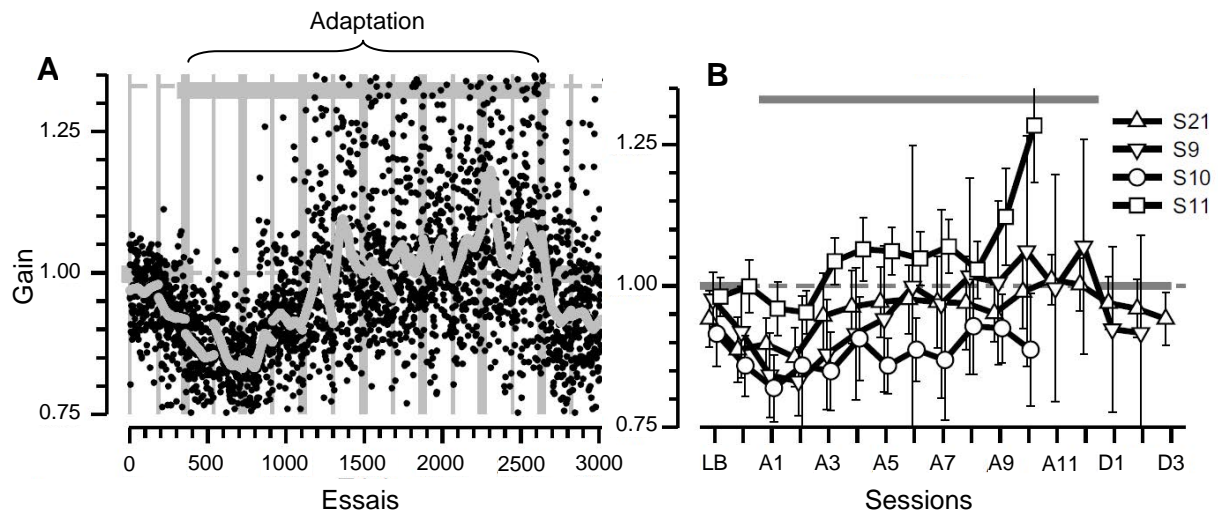 Adaptation
A
1.25
1.00
0.75
Gain
0 500 1000 1500 2000 2500 3000
Essais
B
1.25
1.00
0.75
S21
S9
S10
S11
LB A1 A3 A5 A7 A9 A11 D1 D3
Sessions